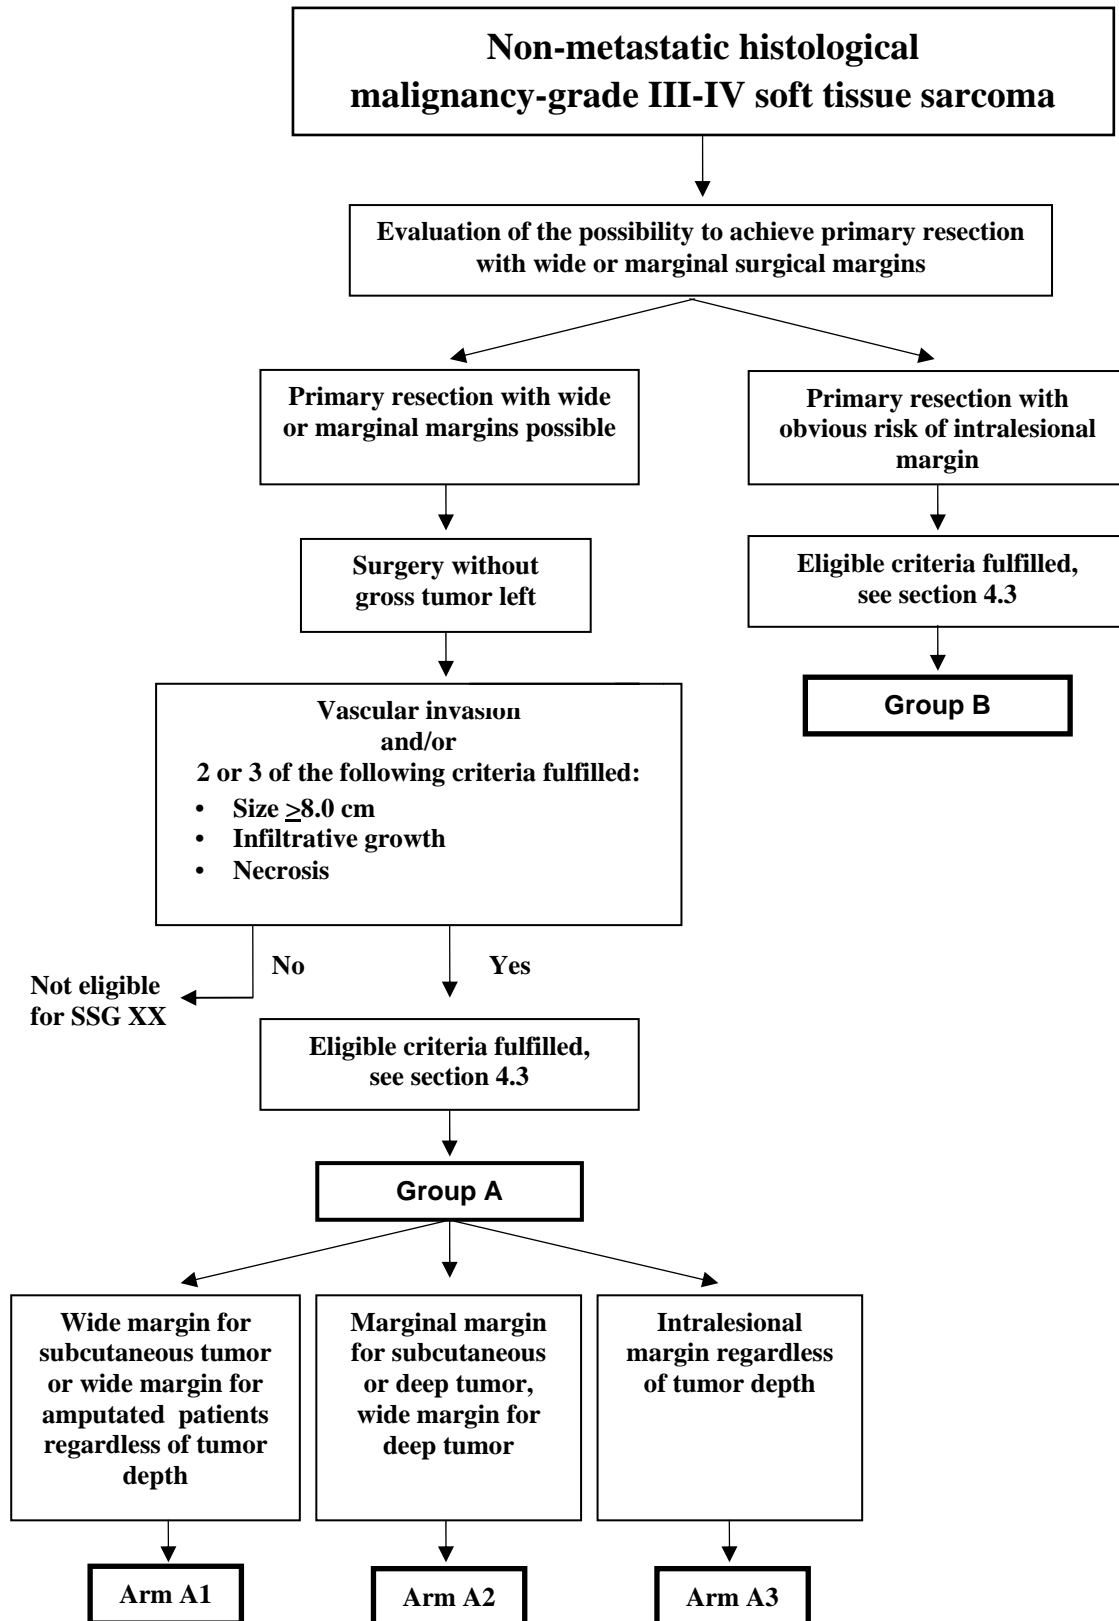 Non-metastatic histological
malignancy-grade III-IV soft tissue sarcoma
Evaluation of the possibility to achieve primary resection
with wide or marginal surgical margins
Primary resection with wide
or marginal margins possible
Primary resection with
obvious risk of intralesional
margin
Surgery without
gross tumor left
Eligible criteria fulfilled,
see section 4.3
Group B
Vascular invasion
and/or
2 or 3 of the following criteria fulfilled:
• Size ≥8.0 cm
• Infiltrative growth
• Necrosis
No
Yes
Not eligible
for SSG XX
Eligible criteria fulfilled,
see section 4.3
Group A
Wide margin for
subcutaneous tumor
or wide margin for
amputated patients
regardless of tumor
depth
Marginal margin
for subcutaneous
or deep tumor,
wide margin for
deep tumor
Intralesional
margin regardless
of tumor depth
Arm A1
Arm A2
Arm A3